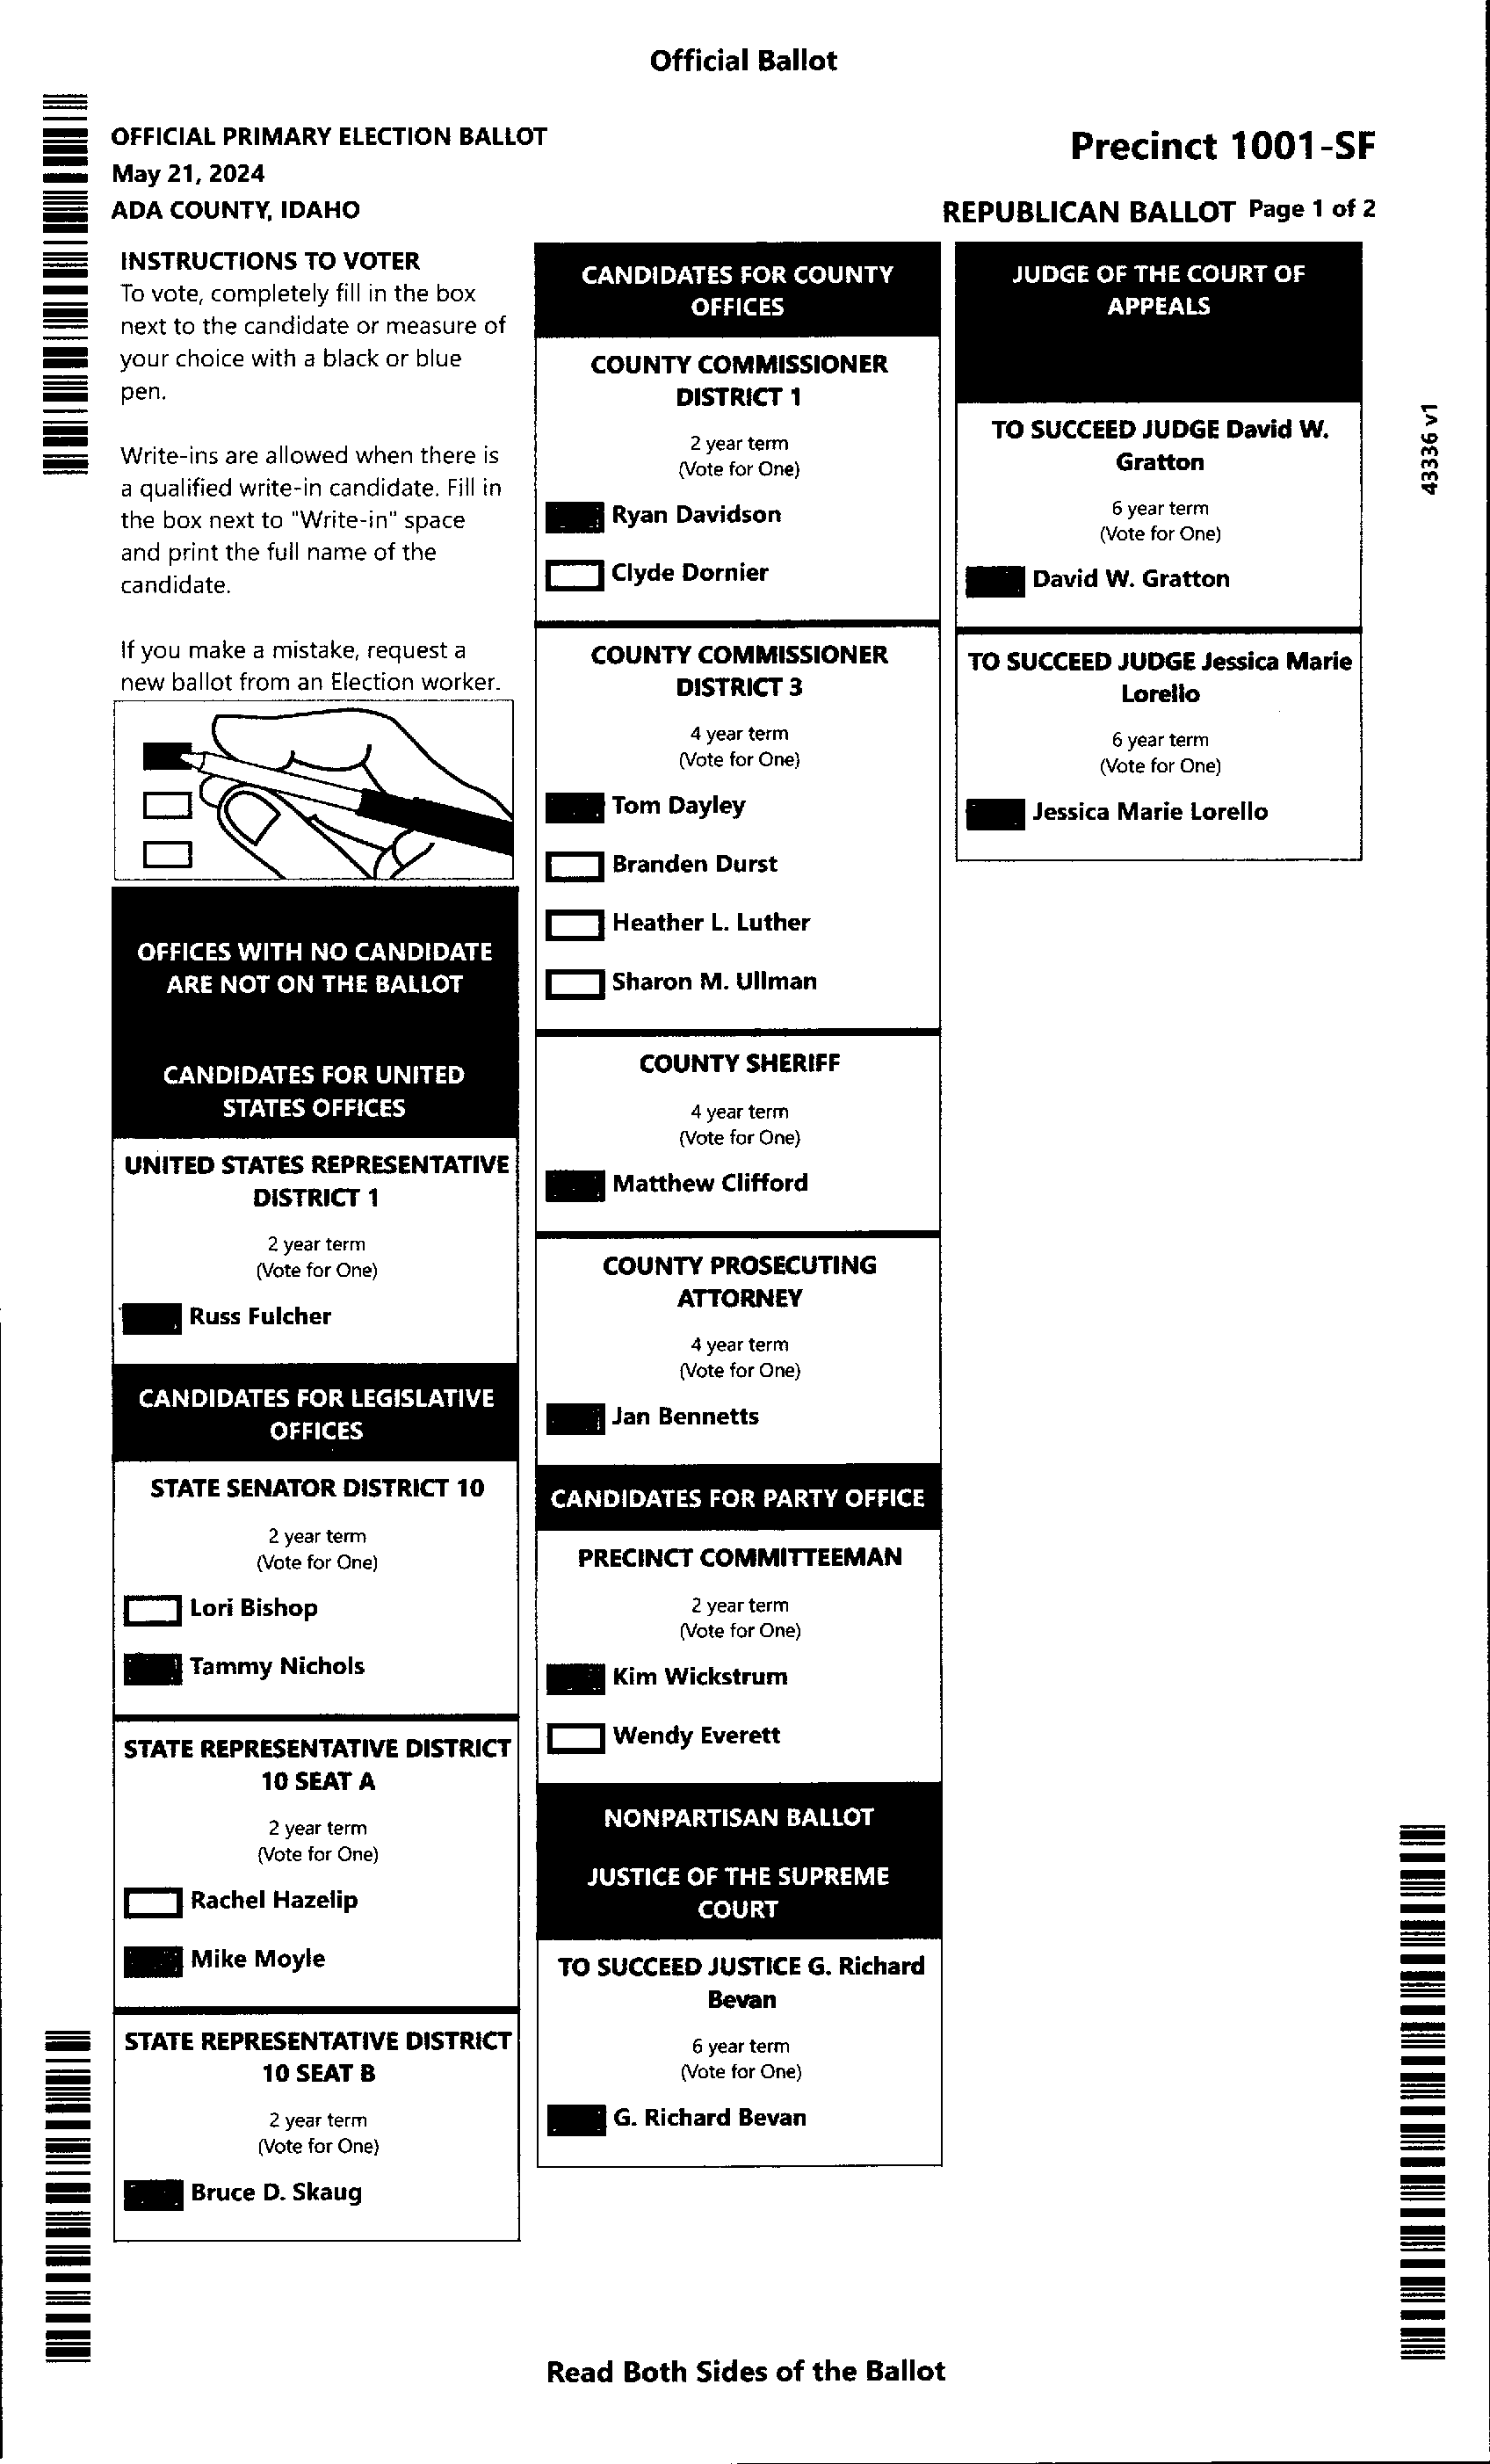 Official Ballot
OFFICIAL PRIMARY ELECTION BALLOT
May 21, 2024
ADA COUNTY, IDAHO
Precinct 1001-SF
REPUBLICAN BALLOT Page 1 of 2
INSTRUCTIONS TO VOTER
To vote, completely fill in the box
next to the candidate or measure of
your choice with a black or blue
pen.
Write-ins are allowed when there is
a qualified write-in candidate. Fill in
the box next to "Write-in" space
and print the full name of the
candidate.
If you make a mistake, request a
new ballot from an Election worker.
OFFICES WITH NO CANDIDATE
ARE NOT ON THE BALLOT
CANDIDATES FOR UNITED
STATES OFFICES
UNITED STATES REPRESENTATIVE
DISTRICT 1
2 year term
(Vote for One)
Russ Fulcher
CANDIDATES FOR LEGISLATIVE
OFFICES
STATE SENATOR DISTRICT 10
2 year term
(Vote for One)
Lori Bishop
Tammy Nichols
STATE REPRESENTATIVE DISTRICT
10 SEAT A
2 year term
(Vote for One)
Rachel Hazelip
Mike Moyle
STATE REPRESENTATIVE DISTRICT
10 SEAT B
2 year term
(Vote for One)
Bruce D. Skaug
CANDIDATES FOR COUNTY
OFFICES
COUNTY COMMISSIONER
DISTRICT 1
2 year term
(Vote for One)
Ryan Davidson
Clyde Dornier
COUNTY COMMISSIONER
DISTRICT 3
4 year term
(Vote for One)
Tom Dayley
Branden Durst
Heather L. Luther
Sharon M. Ullman
COUNTY SHERIFF
4 year term
(Vote for One)
Matthew Clifford
COUNTY PROSECUTING
ATTORNEY
4 year term
(Vote for One)
Jan Bennetts
CANDIDATES FOR PARTY OFFICE
PRECINCT COMMITTEEMAN
2 year term
(Vote for One)
Kim Wickstrum
Wendy Everett
NONPARTISAN BALLOT
JUSTICE OF THE SUPREME
COURT
TO SUCCEED JUSTICE G. Richard
Bevan
6 year term
(Vote for One)
G. Richard Bevan
JUDGE OF THE COURT OF
APPEALS
TO SUCCEED JUDGE David W.
Gratton
6 year term
(Vote for One)
David W. Gratton
TO SUCCEED JUDGE Jessica Marie
Lorello
6 year term
(Vote for One)
Jessica Marie Lorello
43336 v1
Read Both Sides of the Ballot